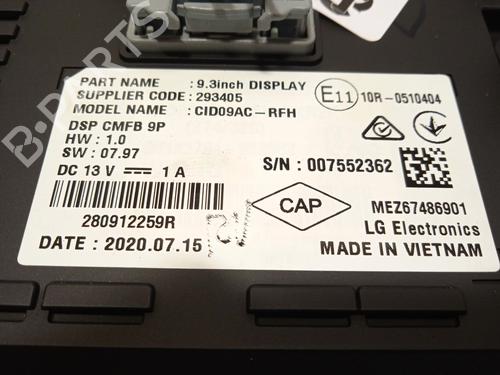 PART NAME : 9.3inch DISPLAY
SUPPLIER CODE : 293405
MODEL NAME : CID09AC-RFH
DSP CMFB 9P
HW : 1.0
SW : 07.97
DC 13 V 1 A
E11 10R-0510404
S/N : 007552362
280912259R
CAP
MEZ67486901
LG Electronics
DATE : 2020.07.15
MADE IN VIETNAM